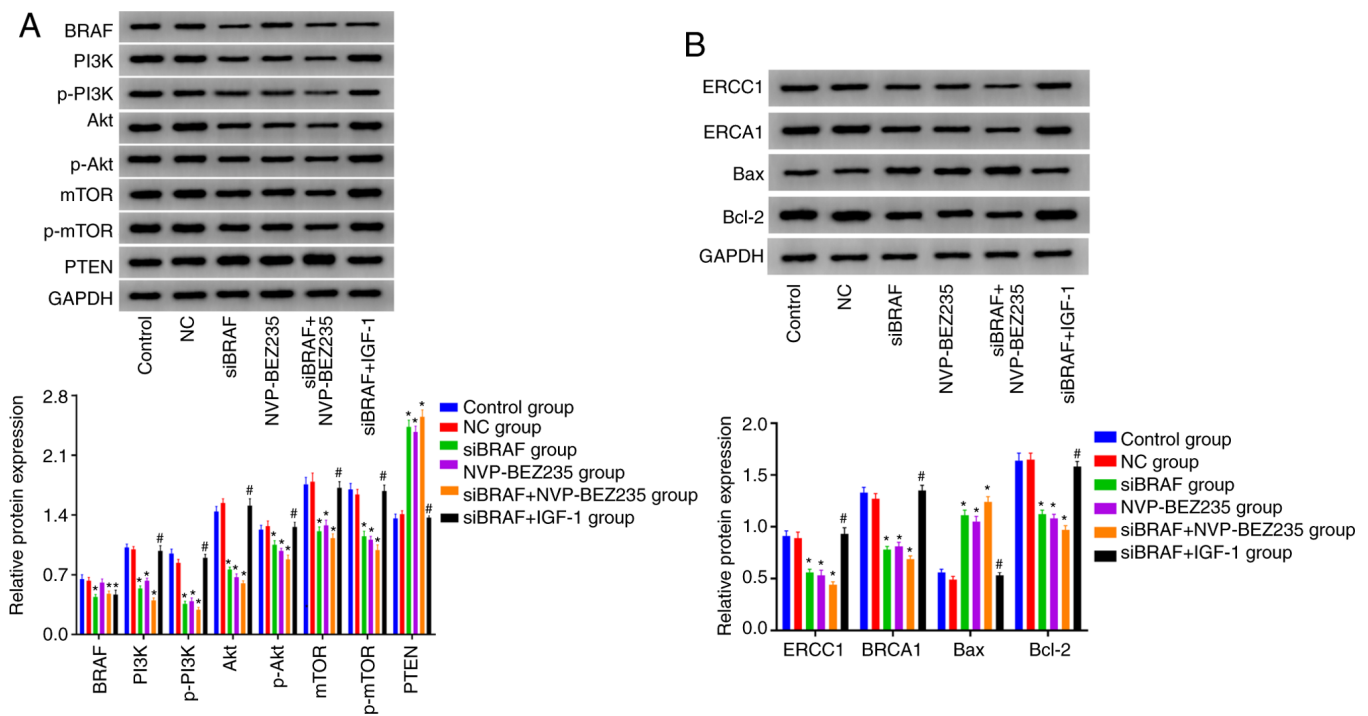 A
BRAF
PI3K
p-PI3K
Akt
p-Akt
mTOR
p-mTOR
PTEN
GAPDH
Control
NC
siBRAF
NVP-BEZ235
siBRAF+
NVP-BEZ235
siBRAF+IGF-1
Relative protein expression
2.8
2.1
1.4
0.7
0.0
* * * *
# * * *
* * * #
* * * #
* * * #
* * * #
* * * #
* * * #
BRAF
PI3K
p-PI3K
Akt
p-Akt
mTOR
p-mTOR
PTEN
Control group
NC group
siBRAF group
NVP-BEZ235 group
siBRAF+NVP-BEZ235 group
siBRAF+IGF-1 group
B
ERCC1
ERCA1
Bax
Bcl-2
GAPDH
Control
NC
siBRAF
NVP-BEZ235
siBRAF+
NVP-BEZ235
siBRAF+IGF-1
Relative protein expression
2.0
1.5
1.0
0.5
0.0
* * * #
* * * #
* * * #
* * * #
ERCC1
BRCA1
Bax
Bcl-2
Control group
NC group
siBRAF group
NVP-BEZ235 group
siBRAF+NVP-BEZ235 group
siBRAF+IGF-1 group